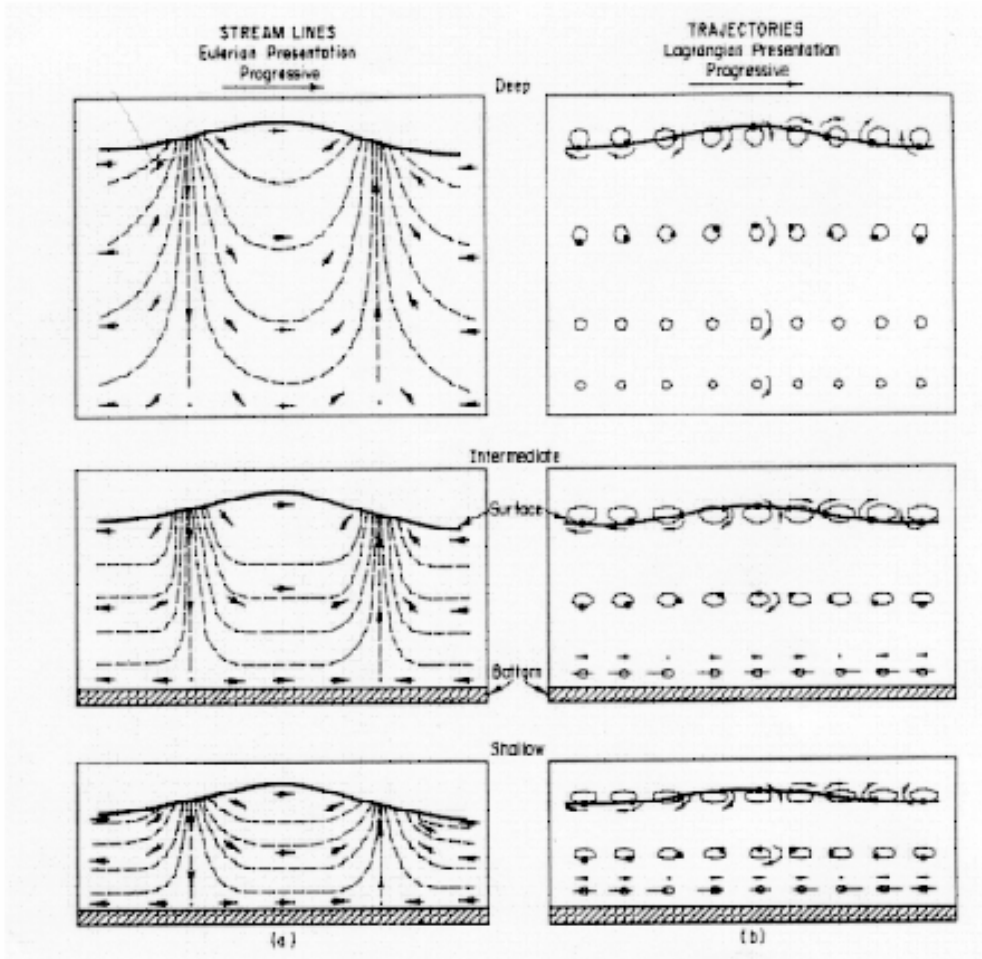 STREAM LINES
Eulerian Presentation
Progressive
TRAJECTORIES
Lagrangian Presentation
Progressive
Deep
Intermediate
Surface
Bottom
Shallow
(a)
(b)